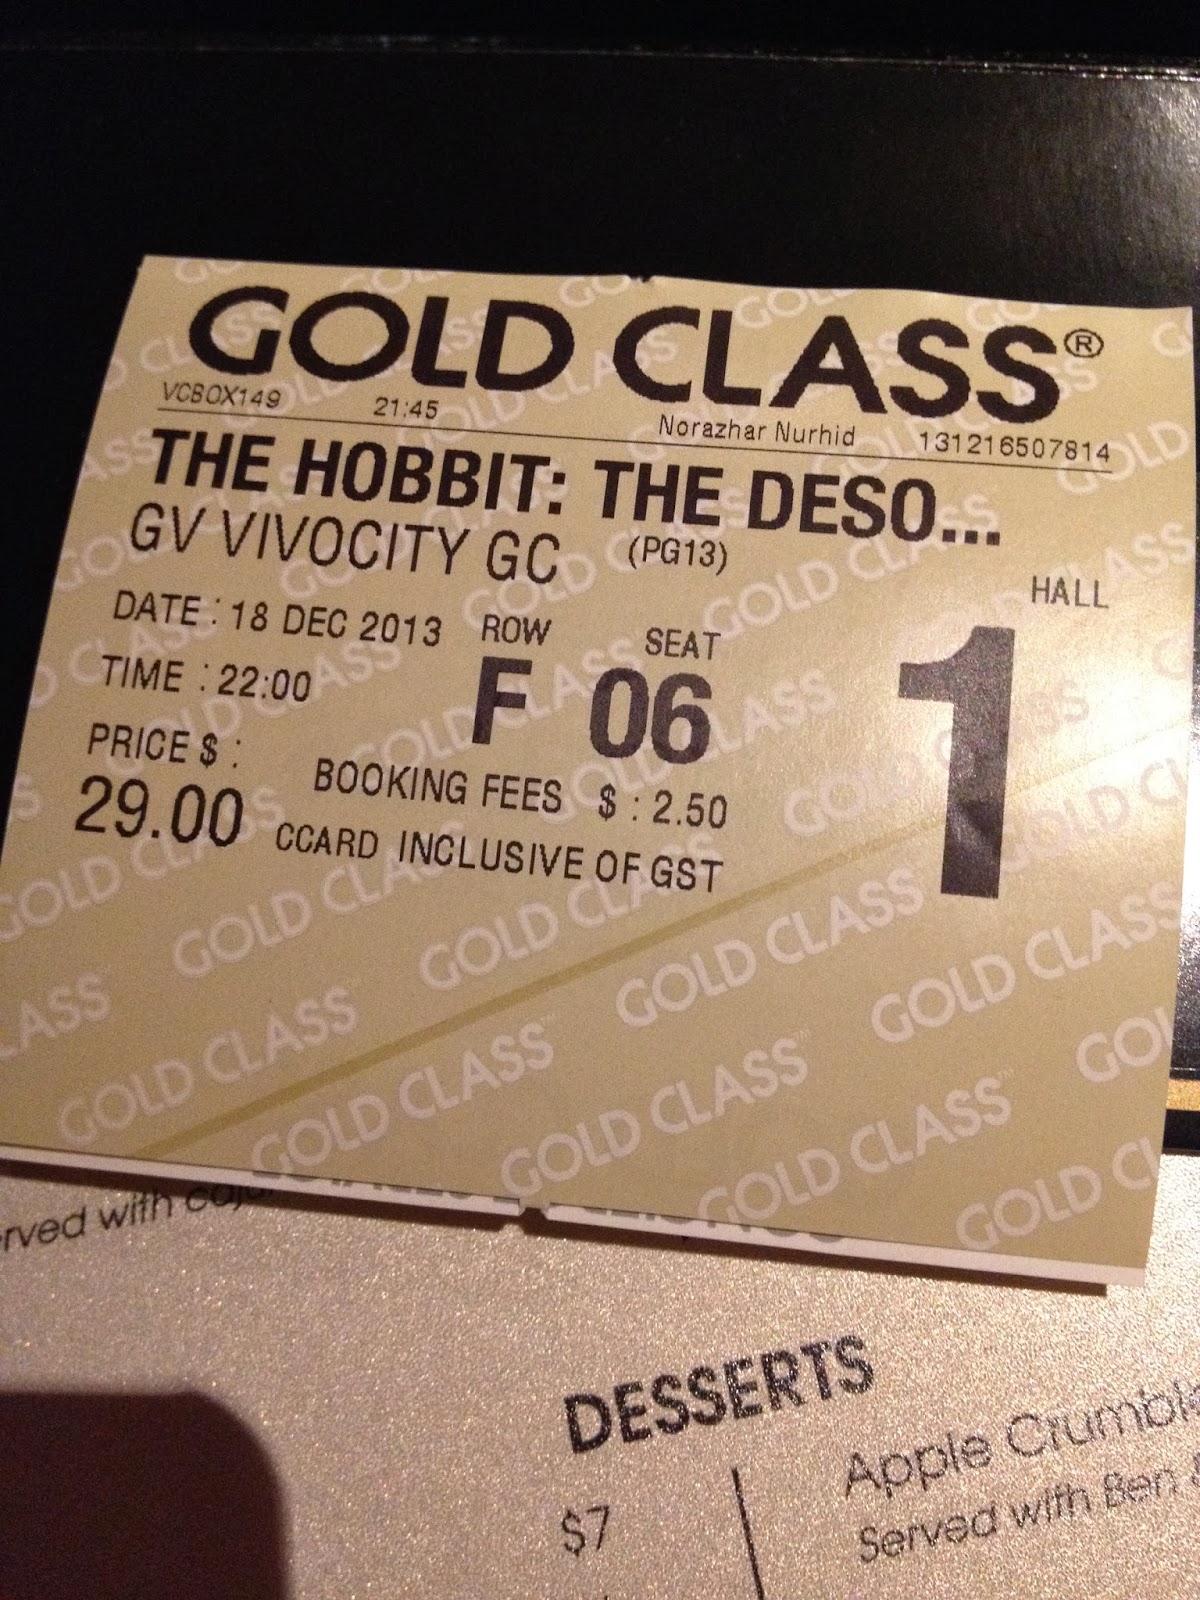 GOLD CLASS®
VCBOX149 21:45 Norazhar Nurhid 131216507814
THE HOBBIT: THE DESO...
GV VIVOCITY GC (PG13)
HALL
DATE : 18 DEC 2013 ROW SEAT
TIME : 22:00 F 06 1
PRICE $ : BOOKING FEES $ : 2.50
29.00 CCARD INCLUSIVE OF GST
rved with
DESSERTS
$7 Apple Crumble
Served with Ben